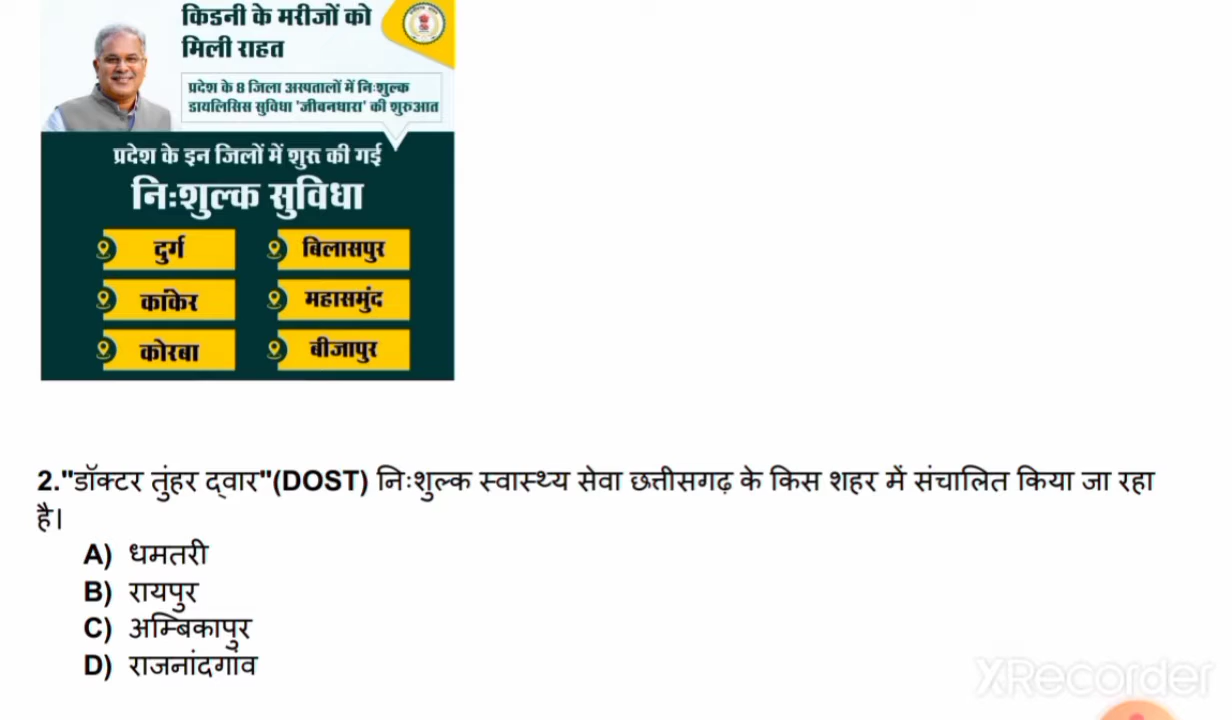 किडनी के मरीजों को
मिली राहत
प्रदेश के 8 जिला अस्पतालों में निःशुल्क
डायलिसिस सुविधा 'जीवनधारा' की शुरुआत
प्रदेश के इन जिलों में शुरू की गई
निःशुल्क सुविधा
दुर्ग
बिलासपुर
कांकेर
महासमुंद
कोरबा
बीजापुर
2."डॉक्टर तुंहर द्वार"(DOST) निःशुल्क स्वास्थ्य सेवा छत्तीसगढ़ के किस शहर में संचालित किया जा रहा
है।
A) धमतरी
B) रायपुर
C) अम्बिकापुर
D) राजनांदगांव
XRecorder